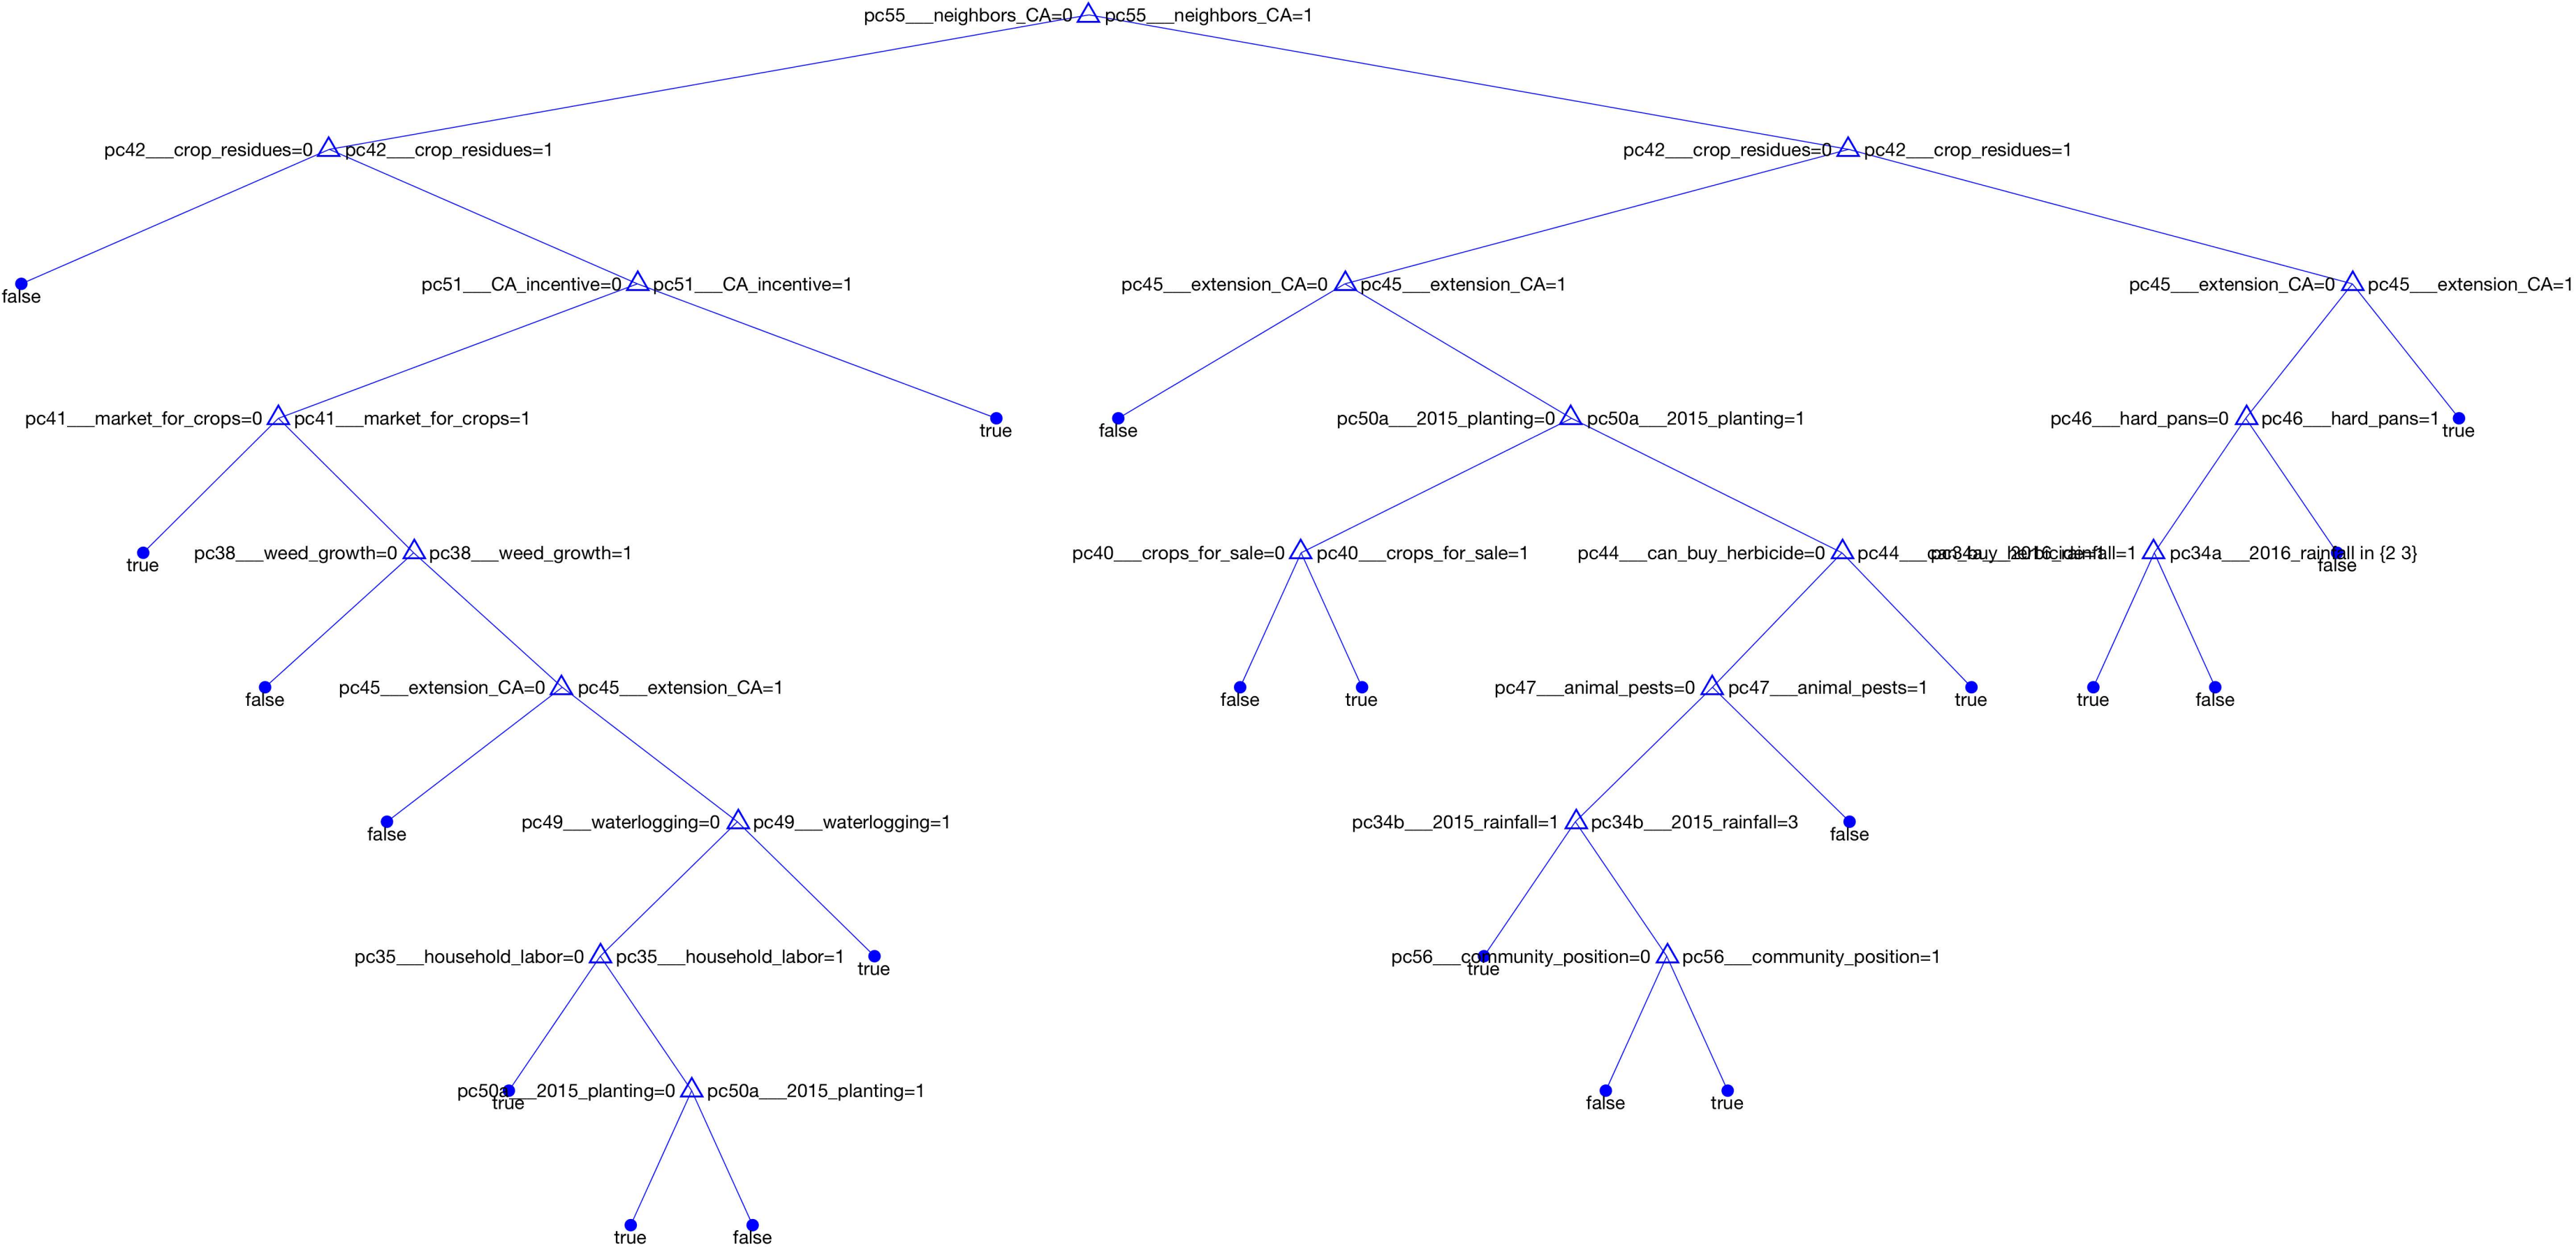 pc55___neighbors_CA=0 pc55___neighbors_CA=1
pc42___crop_residues=0 pc42___crop_residues=1 pc42___crop_residues=0 pc42___crop_residues=1
false pc51___CA_incentive=0 pc51___CA_incentive=1 pc45___extension_CA=0 pc45___extension_CA=1 pc45___extension_CA=0 pc45___extension_CA=1
pc41___market_for_crops=0 pc41___market_for_crops=1 true false pc50a___2015_planting=0 pc50a___2015_planting=1 pc46___hard_pans=0 pc46___hard_pans=1 true
true pc38___weed_growth=0 pc38___weed_growth=1 pc40___crops_for_sale=0 pc40___crops_for_sale=1 pc44___can_buy_herbicide=0 pc44___can_buy_herbicide=1 pc34a___2016_rainfall=1 pc34a___2016_rainfall in {2 3} false
false pc45___extension_CA=0 pc45___extension_CA=1 false true pc47___animal_pests=0 pc47___animal_pests=1 true true false
false pc49___waterlogging=0 pc49___waterlogging=1 pc34b___2015_rainfall=1 pc34b___2015_rainfall=3 false
pc35___household_labor=0 pc35___household_labor=1 true true pc56___community_position=0 pc56___community_position=1
true pc50a___2015_planting=0 pc50a___2015_planting=1 false true
true false